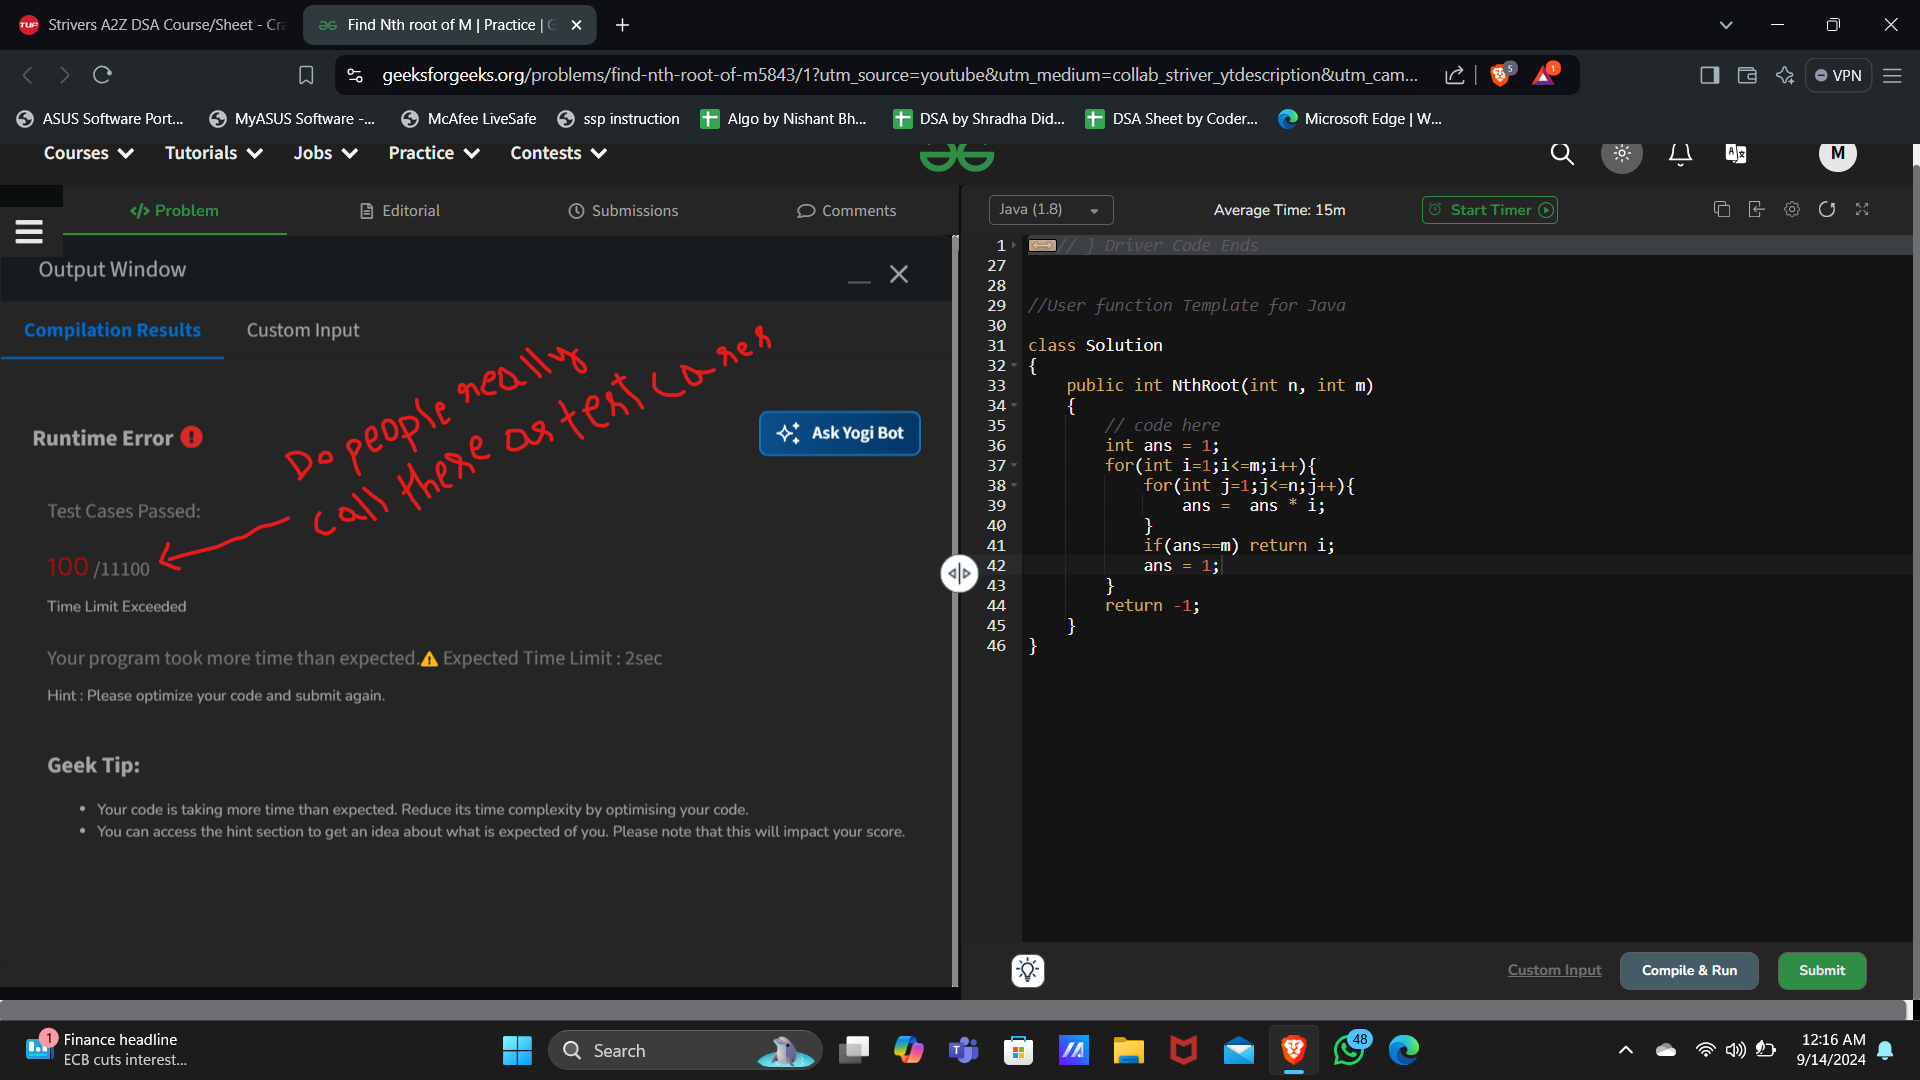 Strivers A2Z DSA Course/Sheet - Cra
Find Nth root of M | Practice | G
geeksforgeeks.org/problems/find-nth-root-of-m5843/1?utm_source=youtube&utm_medium=collab_striver_ytdescription&utm_cam...
5
1
VPN
ASUS Software Port...
MyASUS Software -...
McAfee LiveSafe
ssp instruction
Algo by Nishant Bh...
DSA by Shradha Did...
DSA Sheet by Coder...
Microsoft Edge | W...
Courses
Tutorials
Jobs
Practice
Contests
M
Problem
Editorial
Submissions
Comments
Output Window
Compilation Results
Custom Input
Runtime Error
Do people really
call these as test cases
Ask Yogi Bot
Test Cases Passed:
100 /11100
Time Limit Exceeded
Your program took more time than expected. Expected Time Limit : 2sec
Hint : Please optimize your code and submit again.
Geek Tip:
• Your code is taking more time than expected. Reduce its time complexity by optimising your code.
• You can access the hint section to get an idea about what is expected of you. Please note that this will impact your score.
Java (1.8)
Average Time: 15m
Start Timer
1 // } Driver Code Ends
27
28
29 //User function Template for Java
30
31 class Solution
32 {
33 public int NthRoot(int n, int m)
34 {
35 // code here
36 int ans = 1;
37 for(int i=1;i<=m;i++){
38 for(int j=1;j<=n;j++){
39 ans =  ans * i;
40 }
41 if(ans==m) return i;
42 ans = 1;
43 }
44 return -1;
45 }
46 }
Custom Input
Compile & Run
Submit
1
Finance headline
ECB cuts interest...
Search
48
12:16 AM
9/14/2024